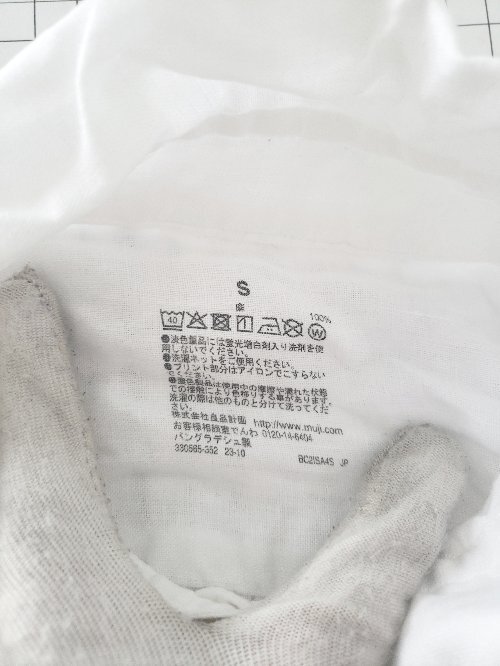 S
麻
40
100%
W
●淡色製品には蛍光増白剤入り洗剤を使
用しないでください。
●洗濯ネットをご使用ください。
●プリント部分はアイロンでこすらない
でください。
●濃色製品は使用中の摩擦や濡れた状態
での接触により色移りする事があります。
洗濯の際は他のものと分けて洗ってくだ
さい。
株式会社良品計画 http://www.muji.com
お客様相談室でんわ 0120-14-6404
バングラデシュ製
330565-352 23-10 BC2ISA4S JP